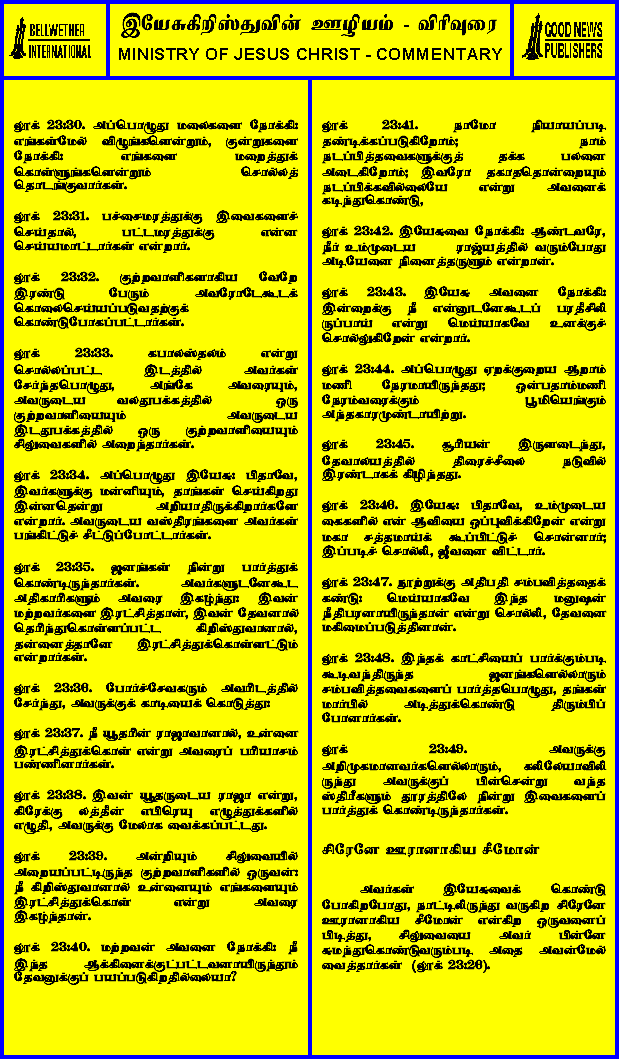 BELLWETHER
INTERNATIONAL
இயேசுகிறிஸ்துவின் ஊழியம் - விரிவுரை
MINISTRY OF JESUS CHRIST - COMMENTARY
GOOD NEWS
PUBLISHERS
லூக் 23:30. அப்பொழுது மலைகளை நோக்கி:
எங்கள்மேல் விழுங்களென்றும், குன்றுகளை
நோக்கி: எங்களை மறைத்துக்
கொள்ளுங்களென்றும் சொல்லத்
தொடங்குவார்கள்.
லூக் 23:31. பச்சைமரத்துக்கு இவைகளைச்
செய்தால், பட்டமரத்துக்கு என்ன
செய்யமாட்டார்கள் என்றார்.
லூக் 23:32. குற்றவாளிகளாகிய வேறே
இரண்டு பேரும் அவரோடேகூடக்
கொலைசெய்யப்படுவதற்குக்
கொண்டுபோகப்பட்டார்கள்.
லூக் 23:33. கபாலஸ்தலம் என்று
சொல்லப்பட்ட இடத்தில் அவர்கள்
சேர்ந்தபொழுது, அங்கே அவரையும்,
அவருடைய வலதுபக்கத்தில் ஒரு
குற்றவாளியையும் அவருடைய
இடதுபக்கத்தில் ஒரு குற்றவாளியையும்
சிலுவைகளில் அறைந்தார்கள்.
லூக் 23:34. அப்பொழுது இயேசு: பிதாவே,
இவர்களுக்கு மன்னியும், தாங்கள் செய்கிறது
இன்னதென்று அறியாதிருக்கிறார்களே
என்றார். அவருடைய வஸ்திரங்களை அவர்கள்
பங்கிட்டுச் சீட்டுப்போட்டார்கள்.
லூக் 23:35. ஜனங்கள் நின்று பார்த்துக்
கொண்டிருந்தார்கள். அவர்களுடனேகூட
அதிகாரிகளும் அவரை இகழ்ந்து: இவன்
மற்றவர்களை இரட்சித்தான், இவன் தேவனால்
தெரிந்துகொள்ளப்பட்ட கிறிஸ்துவானால்,
தன்னைத்தானே இரட்சித்துக்கொள்ளட்டும்
என்றார்கள்.
லூக் 23:36. போர்ச்சேவகரும் அவரிடத்தில்
சேர்ந்து, அவருக்குக் காடியைக் கொடுத்து:
லூக் 23:37. நீ யூதரின் ராஜாவானால், உன்னை
இரட்சித்துக்கொள் என்று அவரைப் பரியாசம்
பண்ணினார்கள்.
லூக் 23:38. இவன் யூதருடைய ராஜா என்று,
கிரேக்கு லத்தீன் எபிரெயு எழுத்துக்களில்
எழுதி, அவருக்கு மேலாக வைக்கப்பட்டது.
லூக் 23:39. அன்றியும் சிலுவையில்
அறையப்பட்டிருந்த குற்றவாளிகளில் ஒருவன்:
நீ கிறிஸ்துவானால் உன்னையும் எங்களையும்
இரட்சித்துக்கொள் என்று அவரை
இகழ்ந்தான்.
லூக் 23:40. மற்றவன் அவனை நோக்கி: நீ
இந்த ஆக்கினைக்குட்பட்டவனாயிருந்தும்
தேவனுக்குப் பயப்படுகிறதில்லையா?
லூக் 23:41. நாமோ நியாயப்படி
தண்டிக்கப்படுகிறோம்; நாம்
நடப்பித்தவைகளுக்குத் தக்க பலனை
அடைகிறோம்; இவரோ தகாததொன்றையும்
நடப்பிக்கவில்லையே என்று அவனைக்
கடிந்துகொண்டு,
லூக் 23:42. இயேசுவை நோக்கி: ஆண்டவரே,
நீர் உம்முடைய ராஜ்யத்தில் வரும்போது
அடியேனை நினைத்தருளும் என்றான்.
லூக் 23:43. இயேசு அவனை நோக்கி:
இன்றைக்கு நீ என்னுடனேகூடப் பரதீசிலி
ருப்பாய் என்று மெய்யாகவே உனக்குச்
சொல்லுகிறேன் என்றார்.
லூக் 23:44. அப்பொழுது ஏறக்குறைய ஆறாம்
மணி நேரமாயிருந்தது; ஒன்பதாம்மணி
நேரம்வரைக்கும் பூமியெங்கும்
அந்தகாரமுண்டாயிற்று.
லூக் 23:45. சூரியன் இருளடைந்து,
தேவாலயத்தில் திரைச்சீலை நடுவில்
இரண்டாகக் கிழிந்தது.
லூக் 23:46. இயேசு: பிதாவே, உம்முடைய
கைகளில் என் ஆவியை ஒப்புவிக்கிறேன் என்று
மகா சத்தமாய்க் கூப்பிட்டுச் சொன்னார்;
இப்படிச் சொல்லி, ஜீவனை விட்டார்.
லூக் 23:47. நூற்றுக்கு அதிபதி சம்பவித்ததைக்
கண்டு: மெய்யாகவே இந்த மனுஷன்
நீதிபரனாயிருந்தான் என்று சொல்லி, தேவனை
மகிமைப்படுத்தினான்.
லூக் 23:48. இந்தக் காட்சியைப் பார்க்கும்படி
கூடிவந்திருந்த ஜனங்களெல்லாரும்
சம்பவித்தவைகளைப் பார்த்தபொழுது, தங்கள்
மார்பில் அடித்துக்கொண்டு திரும்பிப்
போனார்கள்.
லூக் 23:49. அவருக்கு
அறிமுகமானவர்களெல்லாரும், கலிலேயாவிலி
ருந்து அவருக்குப் பின்சென்று வந்த
ஸ்திரீகளும் தூரத்திலே நின்று இவைகளைப்
பார்த்துக் கொண்டிருந்தார்கள்.
சிரேனே ஊரானாகிய சீமோன்
அவர்கள் இயேசுவைக் கொண்டு
போகிறபோது, நாட்டிலிருந்து வருகிற சிரேனே
ஊரானாகிய சீமோன் என்கிற ஒருவனைப்
பிடித்து, சிலுவையை அவர் பின்னே
சுமந்துகொண்டுவரும்படி அதை அவன்மேல்
வைத்தார்கள் (லூக் 23:26).